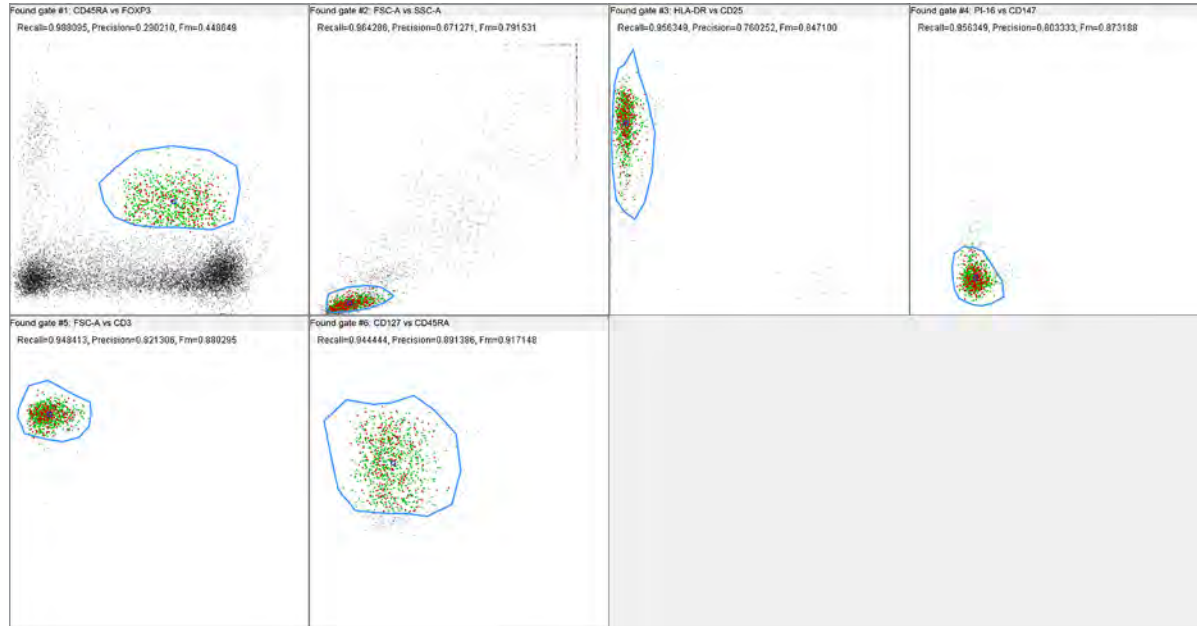 Found gate #1: CD45RA vs FOXP3
Recall=0.988095, Precision=0.290210, Fm=0.448649
Found gate #2: FSC-A vs SSC-A
Recall=0.964286, Precision=0.671271, Fm=0.791531
Found gate #3: HLA-DR vs CD25
Recall=0.956349, Precision=0.760252, Fm=0.847100
Found gate #4: PI-16 vs CD147
Recall=0.956349, Precision=0.803333, Fm=0.873188
Found gate #5: FSC-A vs CD3
Recall=0.948413, Precision=0.821306, Fm=0.880295
Found gate #6: CD127 vs CD45RA
Recall=0.944444, Precision=0.891386, Fm=0.917148